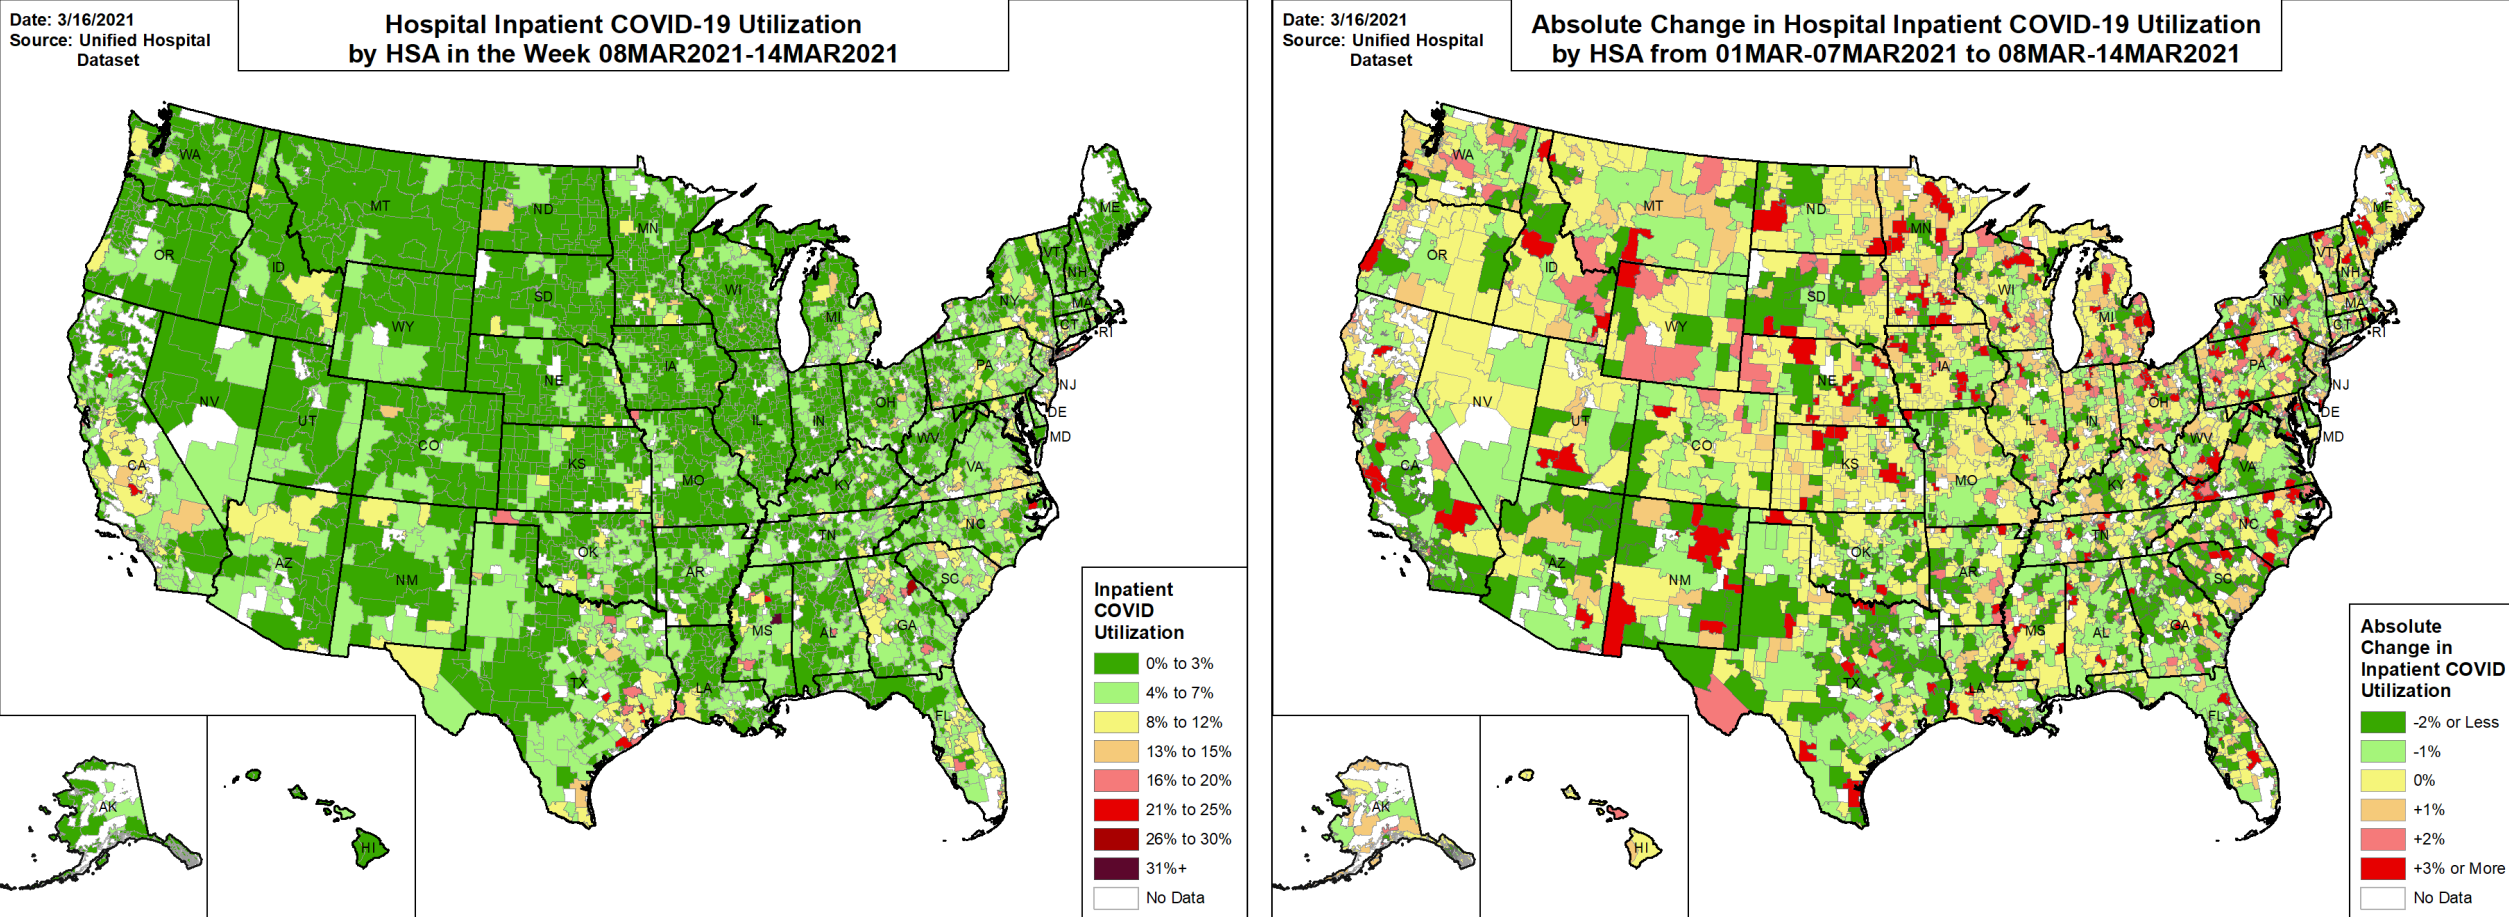 Date: 3/16/2021
Source: Unified Hospital
Dataset
Hospital Inpatient COVID-19 Utilization
by HSA in the Week 08MAR2021-14MAR2021
WA
MT
ND
MN
ME
OR
ID
SD
WI
VT
NH
NY
MA
CT
RI
WY
MI
IA
NE
PA
NJ
NV
UT
CO
IL
IN
OH
DE
MD
CA
KS
MO
WV
VA
KY
NC
AZ
NM
OK
AR
TN
SC
MS
AL
GA
TX
LA
FL
AK
HI
Inpatient
COVID
Utilization
0% to 3%
4% to 7%
8% to 12%
13% to 15%
16% to 20%
21% to 25%
26% to 30%
31%+
No Data
Date: 3/16/2021
Source: Unified Hospital
Dataset
Absolute Change in Hospital Inpatient COVID-19 Utilization
by HSA from 01MAR-07MAR2021 to 08MAR-14MAR2021
WA
MT
ND
MN
ME
OR
ID
SD
WI
VT
NH
NY
MA
CT
RI
WY
MI
IA
NE
PA
NJ
NV
UT
CO
IL
IN
OH
DE
MD
CA
KS
MO
WV
VA
KY
NC
AZ
NM
OK
AR
TN
SC
MS
AL
GA
TX
LA
FL
AK
HI
Absolute
Change in
Inpatient COVID
Utilization
-2% or Less
-1%
0%
+1%
+2%
+3% or More
No Data